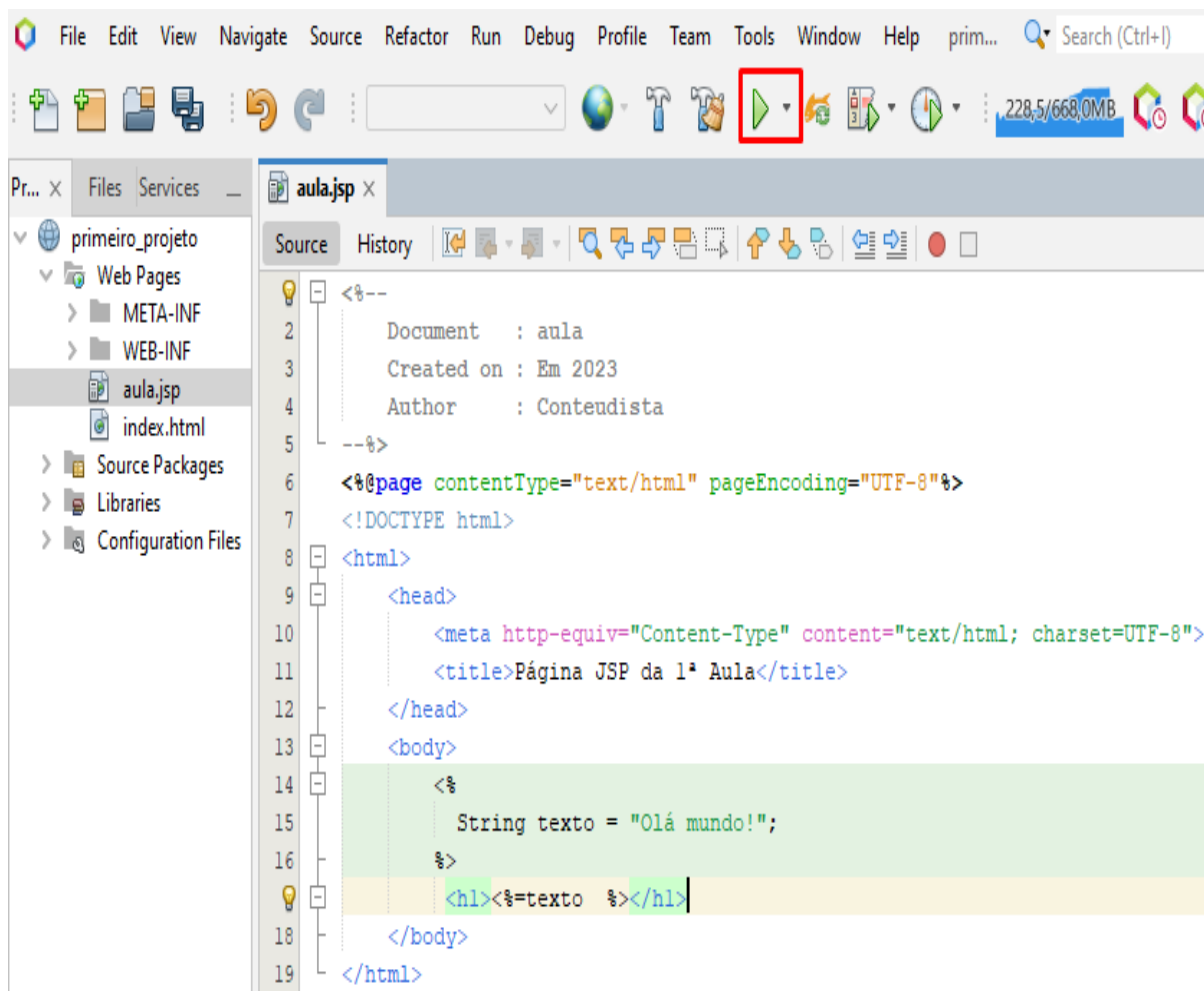 File Edit View Navigate Source Refactor Run Debug Profile Team Tools Window Help prim... Search (Ctrl+I)
228,5/668,0MB
Pr... Files Services
aula.jsp
primeiro_projeto
Web Pages
META-INF
WEB-INF
aula.jsp
index.html
Source Packages
Libraries
Configuration Files
Source History
<%--
2 Document : aula
3 Created on : Em 2023
4 Author : Conteudista
5 --%>
6 <%@page contentType="text/html" pageEncoding="UTF-8"%>
7 <!DOCTYPE html>
8 <html>
9 <head>
10 <meta http-equiv="Content-Type" content="text/html; charset=UTF-8">
11 <title>Página JSP da 1ª Aula</title>
12 </head>
13 <body>
14 <%
15 String texto = "Olá mundo!";
16 %>
<h1><%=texto %></h1>
18 </body>
19 </html>